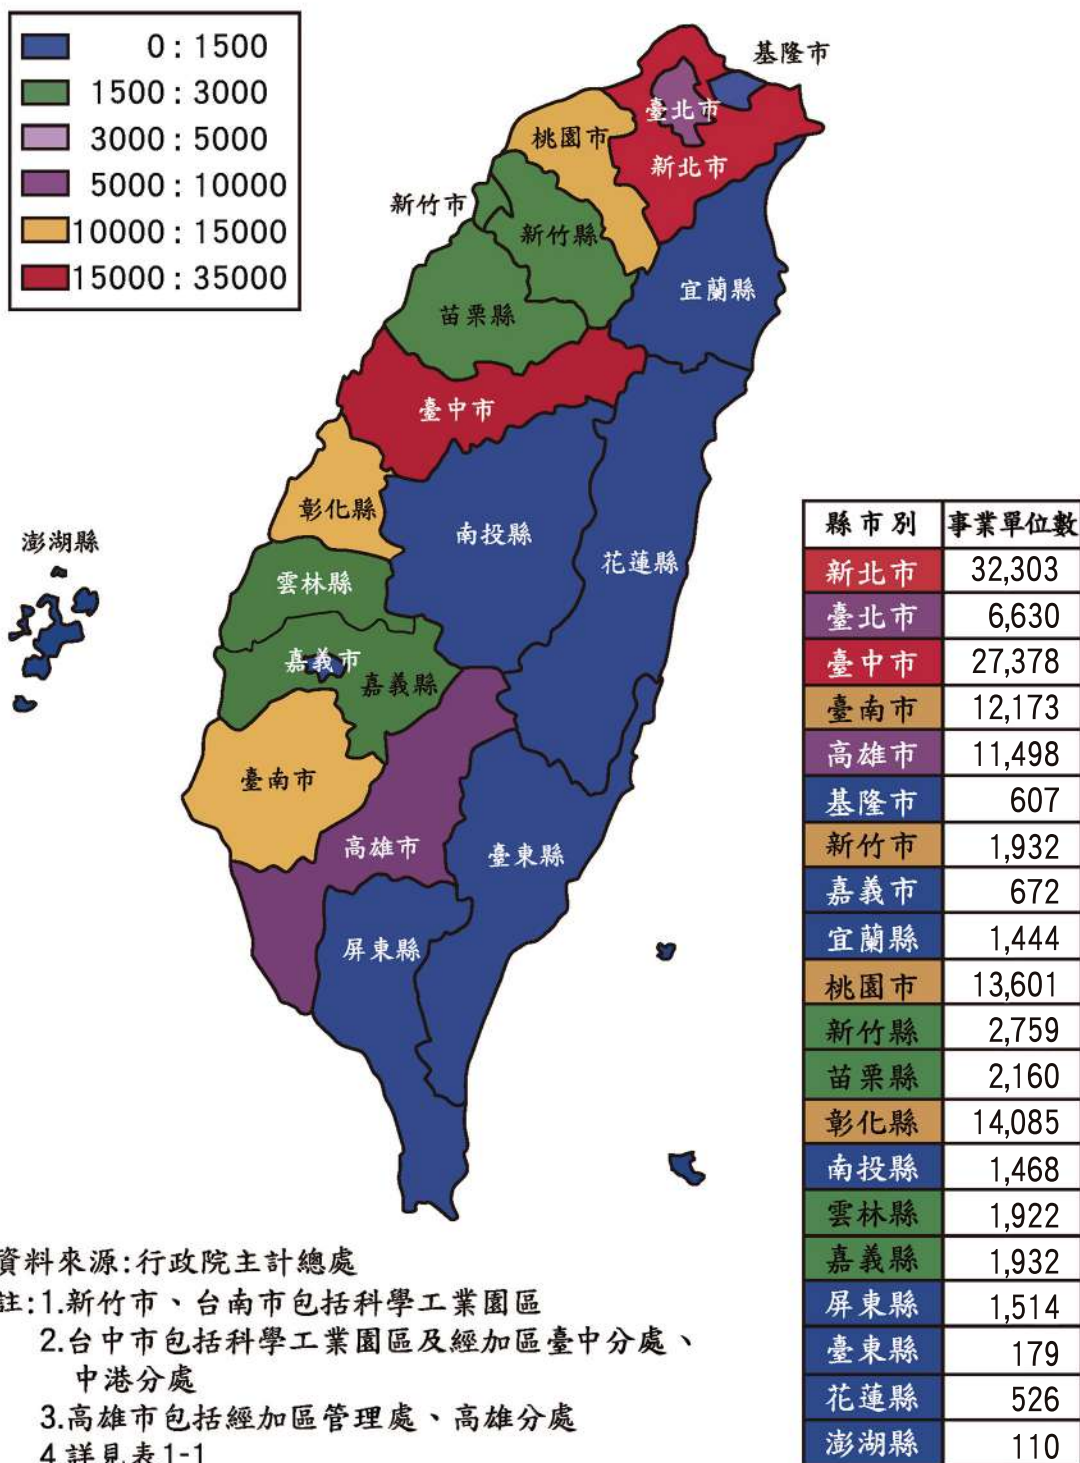 0 : 1500
1500 : 3000
3000 : 5000
5000 : 10000
10000 : 15000
15000 : 35000
基隆市
臺北市
桃園市
新北市
新竹市
新竹縣
宜蘭縣
苗栗縣
臺中市
彰化縣
南投縣
澎湖縣
花蓮縣
雲林縣
嘉義市
嘉義縣
臺南市
高雄市
臺東縣
屏東縣
縣市別 事業單位數
新北市 32,303
臺北市 6,630
臺中市 27,378
臺南市 12,173
高雄市 11,498
基隆市 607
新竹市 1,932
嘉義市 672
宜蘭縣 1,444
桃園市 13,601
新竹縣 2,759
苗栗縣 2,160
彰化縣 14,085
南投縣 1,468
雲林縣 1,922
嘉義縣 1,932
屏東縣 1,514
臺東縣 179
花蓮縣 526
澎湖縣 110
資料來源:行政院主計總處
註:1.新竹市、台南市包括科學工業園區
2.台中市包括科學工業園區及經加區臺中分處、
中港分處
3.高雄市包括經加區管理處、高雄分處
4.詳見表1-1